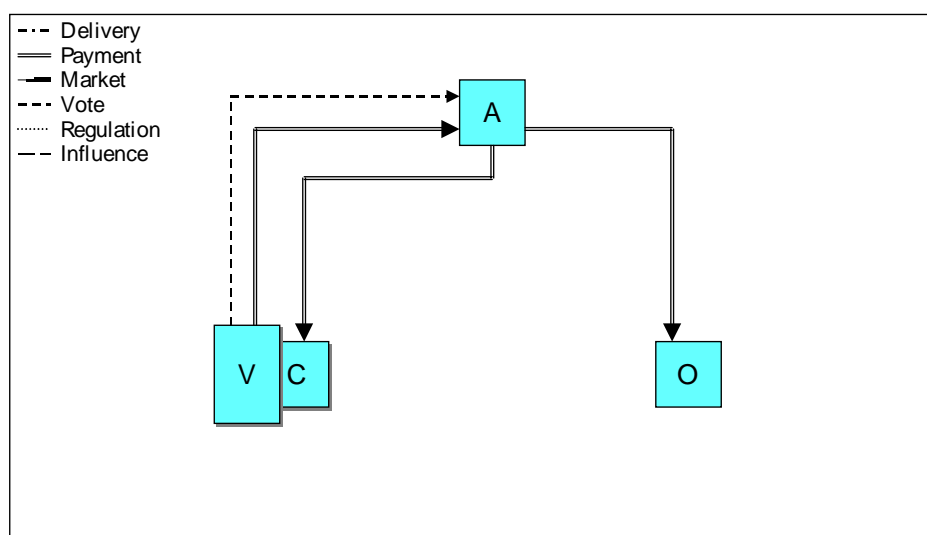 Delivery
Payment
Market
Vote
Regulation
Influence
A
V
C
O